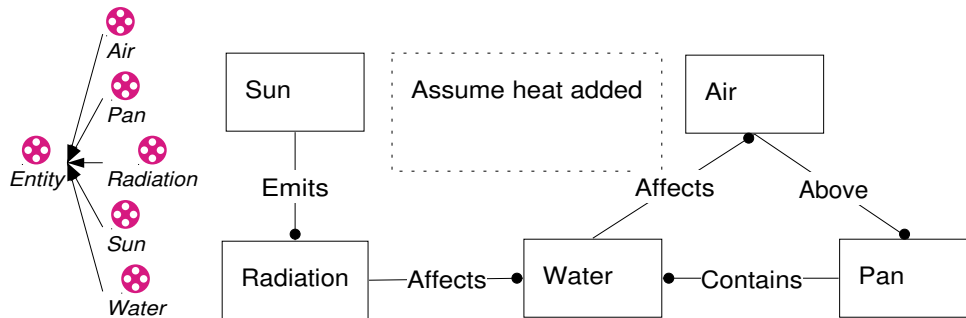 Air
Pan
Entity
Radiation
Sun
Water
Sun
Assume heat added
Air
Emits
Affects
Above
Radiation
Affects
Water
Contains
Pan